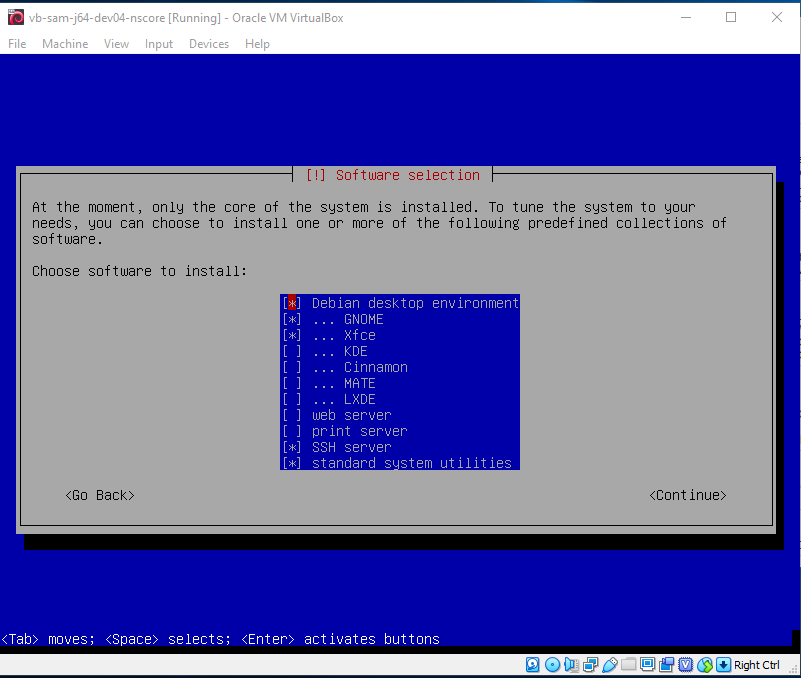 vb-sam-j64-dev04-nscore [Running] - Oracle VM VirtualBox
File Machine View Input Devices Help
[!] Software selection
At the moment, only the core of the system is installed. To tune the system to your
needs, you can choose to install one or more of the following predefined collections of
software.
Choose software to install:
[*] Debian desktop environment
[*] ... GNOME
[*] ... Xfce
[ ] ... KDE
[ ] ... Cinnamon
[ ] ... MATE
[ ] ... LXDE
[ ] web server
[ ] print server
[*] SSH server
[*] standard system utilities
<Go Back> <Continue>
<Tab> moves; <Space> selects; <Enter> activates buttons
Right Ctrl